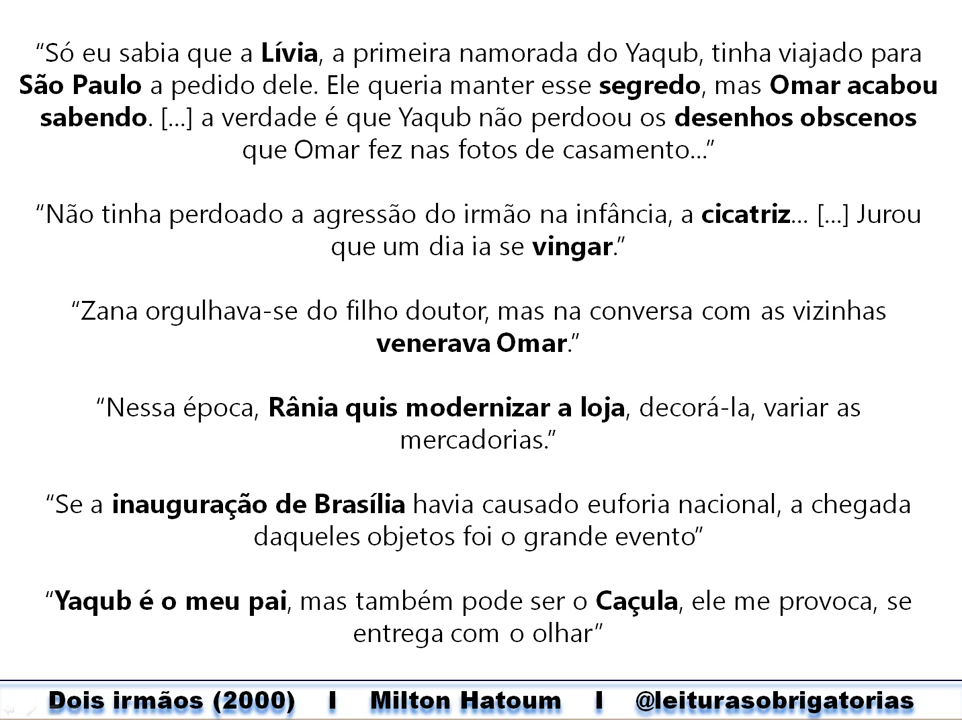 “Só eu sabia que a Lívia, a primeira namorada do Yaqub, tinha viajado para
São Paulo a pedido dele. Ele queria manter esse segredo, mas Omar acabou
sabendo. [...] a verdade é que Yaqub não perdoou os desenhos obscenos
que Omar fez nas fotos de casamento...”
“Não tinha perdoado a agressão do irmão na infância, a cicatriz... [...] Jurou
que um dia ia se vingar.”
“Zana orgulhava-se do filho doutor, mas na conversa com as vizinhas
venerava Omar.”
“Nessa época, Rânia quis modernizar a loja, decorá-la, variar as
mercadorias.”
“Se a inauguração de Brasília havia causado euforia nacional, a chegada
daqueles objetos foi o grande evento”
“Yaqub é o meu pai, mas também pode ser o Caçula, ele me provoca, se
entrega com o olhar”
Dois irmãos (2000) I Milton Hatoum I @leiturasobrigatorias